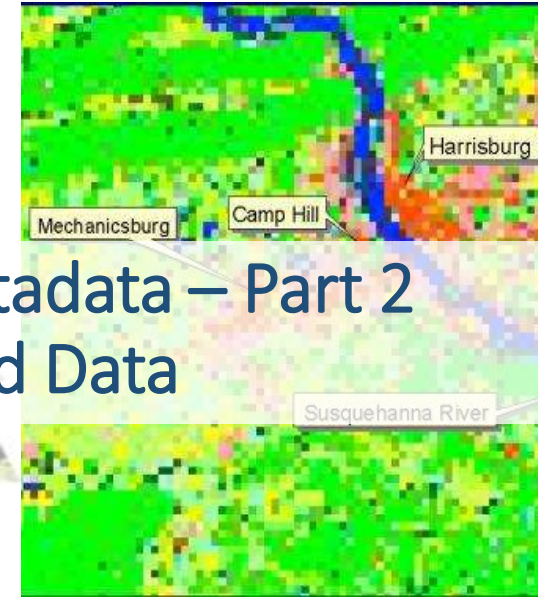 Harrisburg
Camp Hill
Mechanicsburg
tadata – Part 2
d Data
Susquehanna River